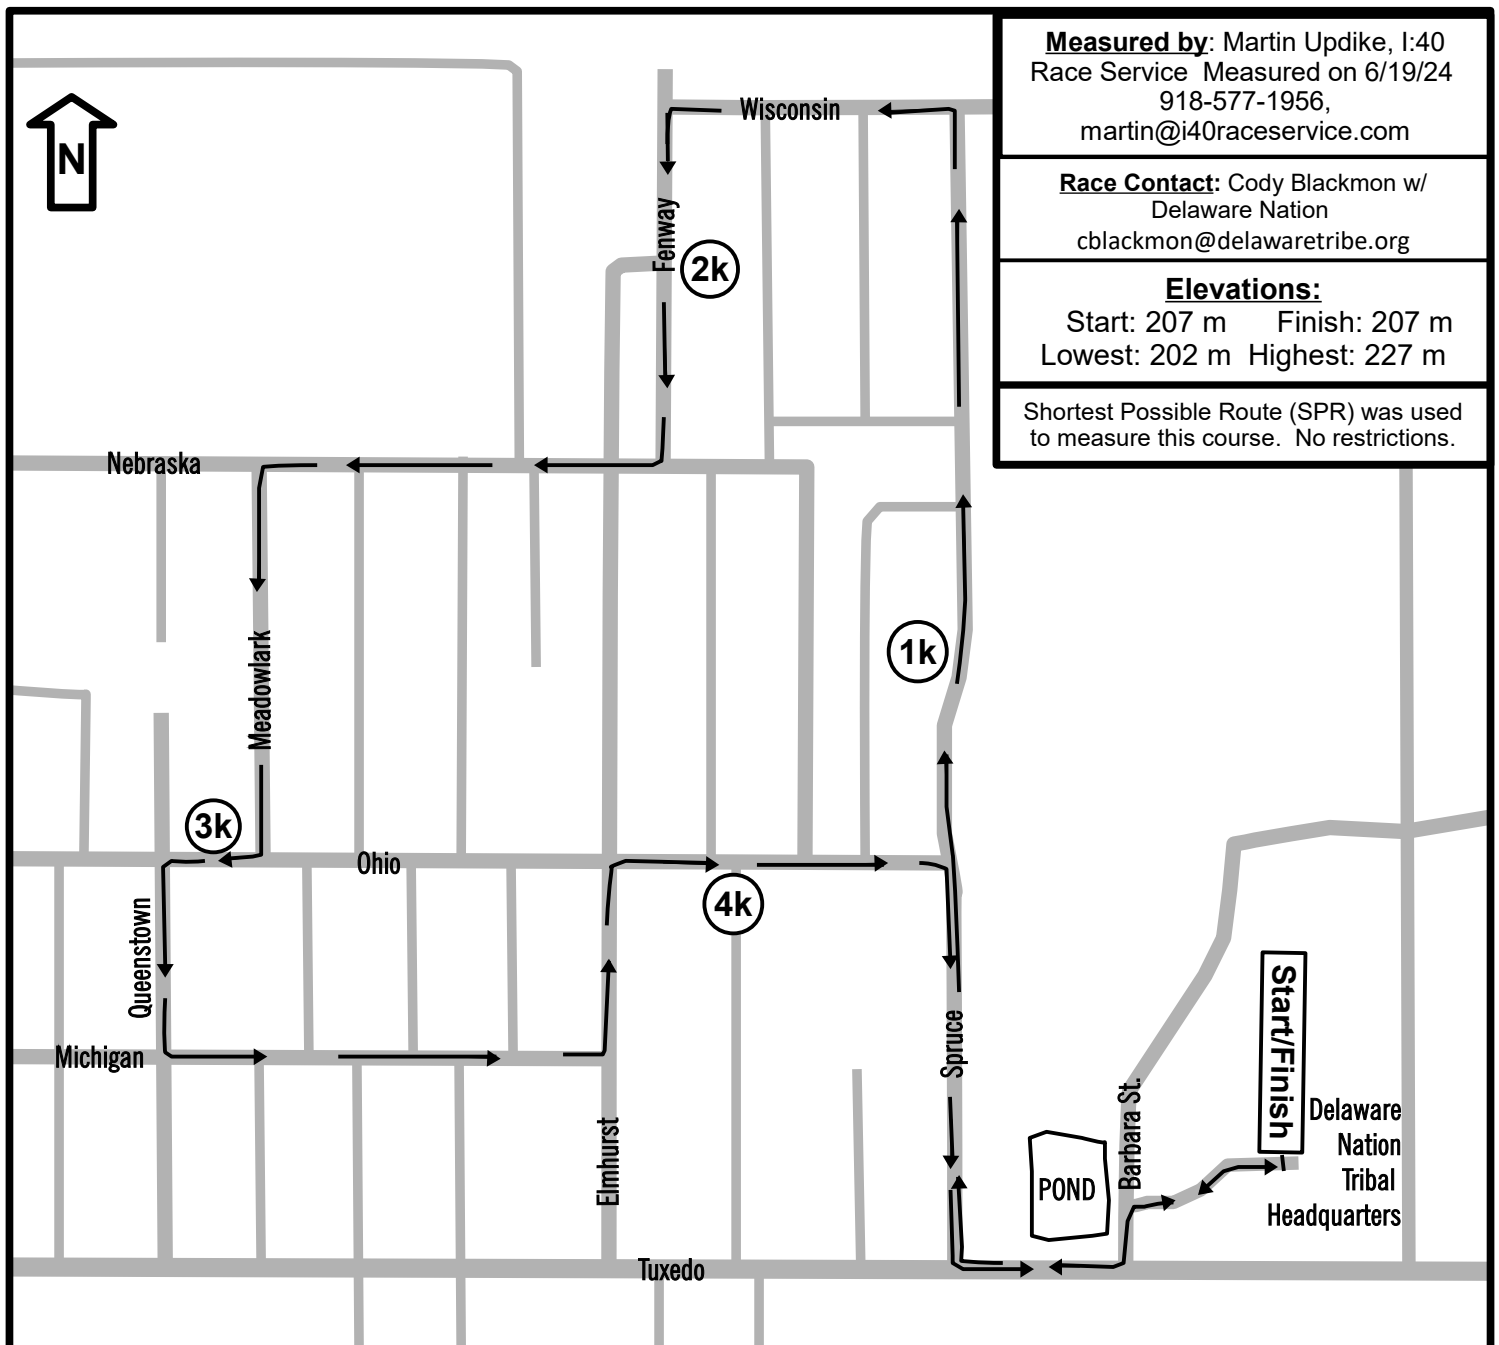 Measured by: Martin Updike, I:40
Race Service  Measured on 6/19/24
918-577-1956,
martin@i40raceservice.com
Race Contact: Cody Blackmon w/
Delaware Nation
cblackmon@delawaretribe.org
Elevations:
Start: 207 m Finish: 207 m
Lowest: 202 m Highest: 227 m
Shortest Possible Route (SPR) was used
to measure this course.  No restrictions.
N
Wisconsin
Fenway
2k
Nebraska
1k
Meadowlark
3k
Ohio
4k
Queenstown
Michigan
Spruce
Elmhurst
Start/Finish
Barbara St.
POND
Delaware
Nation
Tribal
Headquarters
Tuxedo